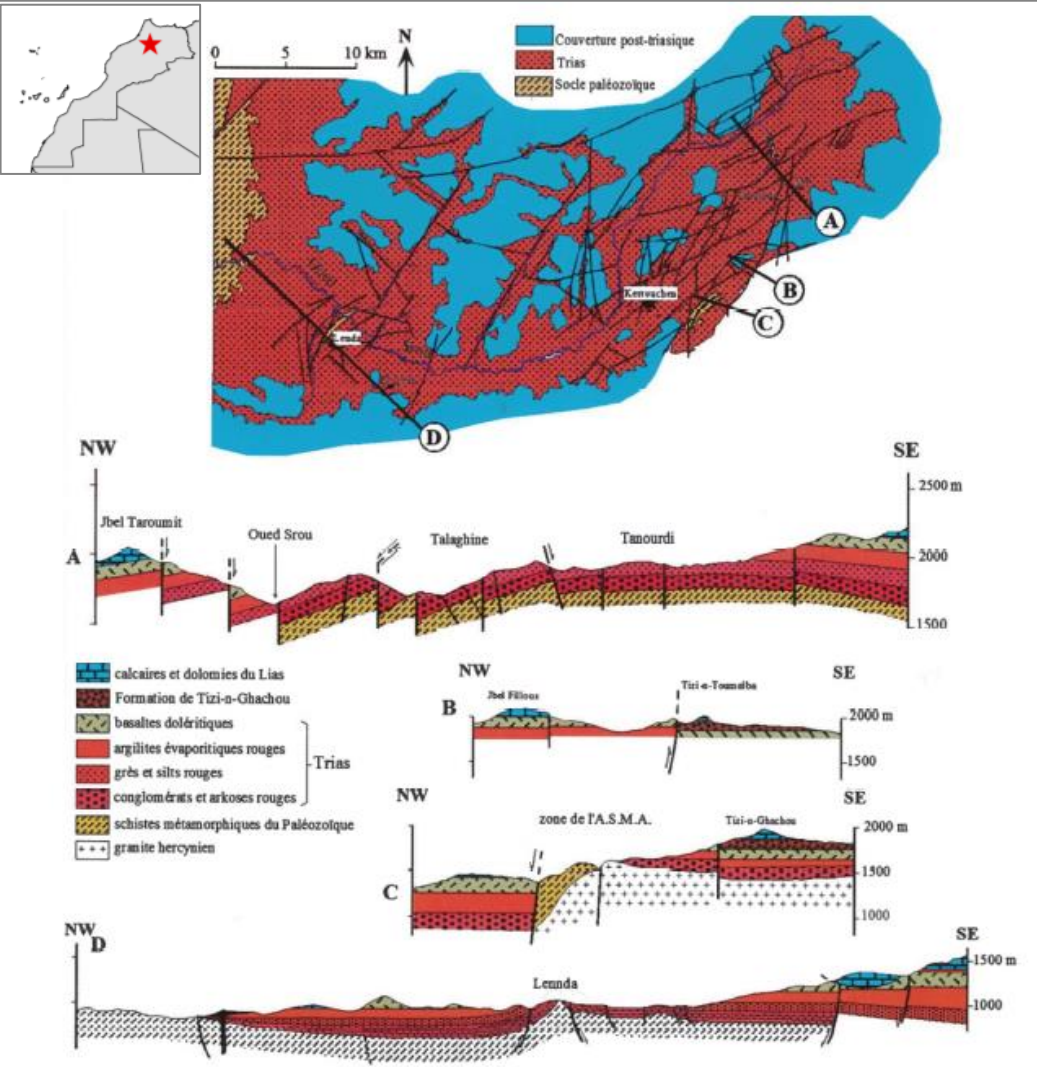 N
0 5 10 km
Couverture post-triasique
Trias
Socle paléozoïque
A
B
Kerrouchen
C
Lenda
D
NW
SE
2500 m
Jbel Taroumit
Oued Srou
Talaghine
Tanourdi
A
2000
1500
calcaires et dolomies du Lias
Formation de Tizi-n-Ghachou
basaltes doléritiques
argilites évaporitiques rouges
Trias
grès et silts rouges
conglomérats et arkoses rouges
schistes métamorphiques du Paléozoïque
granite hercynien
NW
SE
Jbel Fillous
B
2000 m
1500
NW
SE
zone de l'A.S.M.A.
Tizi-n-Ghachou
2000 m
1500
C
1000
NW
D
SE
1500 m
Lennda
1000